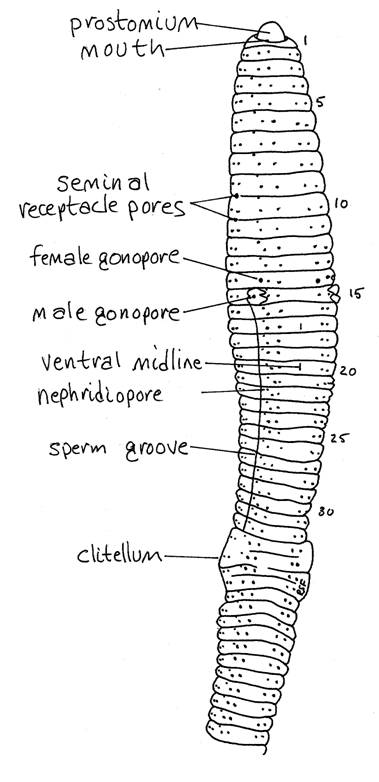 prostomium
mouth
1
5
seminal
receptacle pores
10
female gonopore
15
male gonopore
ventral midline
20
nephridiopore
25
sperm groove
30
clitellum